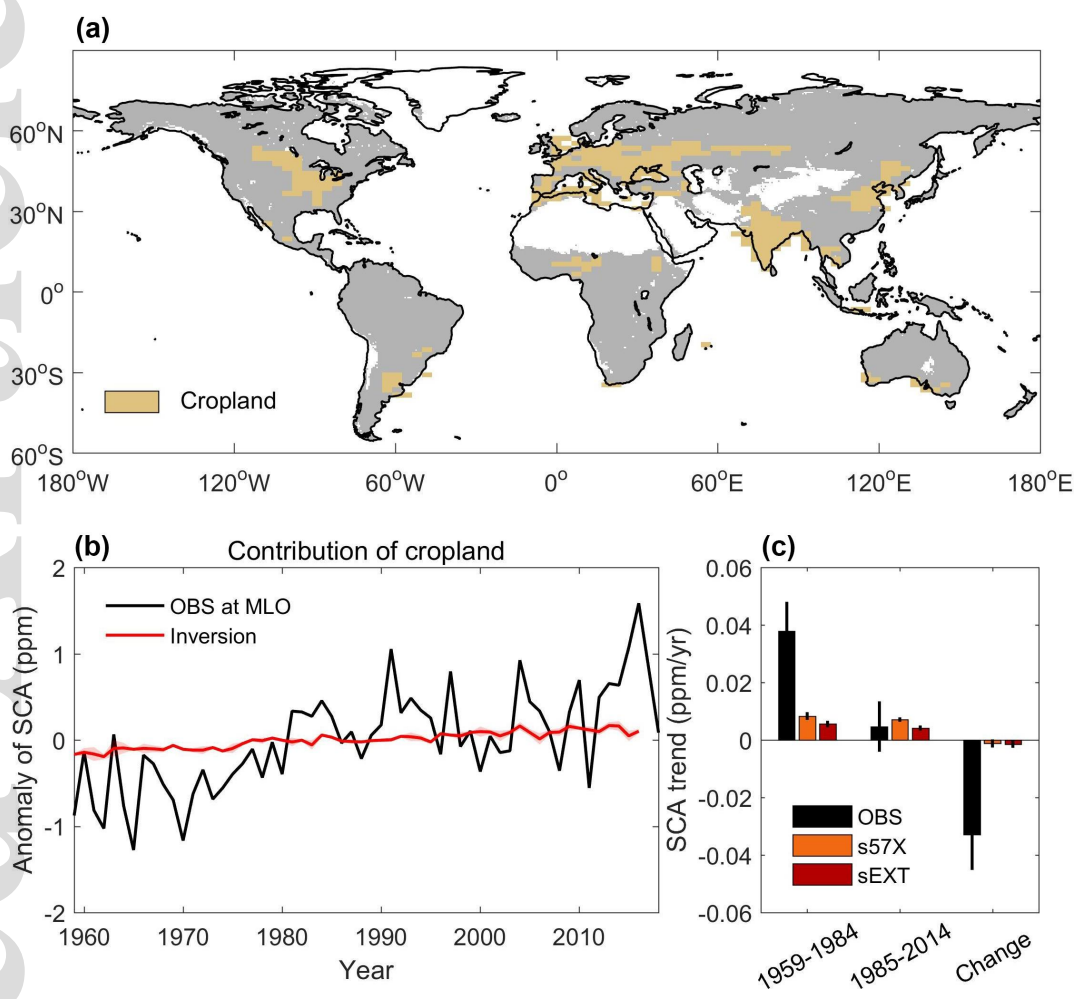 (a)
60°N
30°N
0°
30°S
60°S
Cropland
180°W 120°W 60°W 0° 60°E 120°E 180°E
(b)
Contribution of cropland
Anomaly of SCA (ppm)
2
1
0
-1
-2
OBS at MLO
Inversion
1960 1970 1980 1990 2000 2010
Year
(c)
SCA trend (ppm/yr)
0.06
0.04
0.02
0
-0.02
-0.04
-0.06
OBS
s57X
sEXT
1959-1984
1985-2014
Change